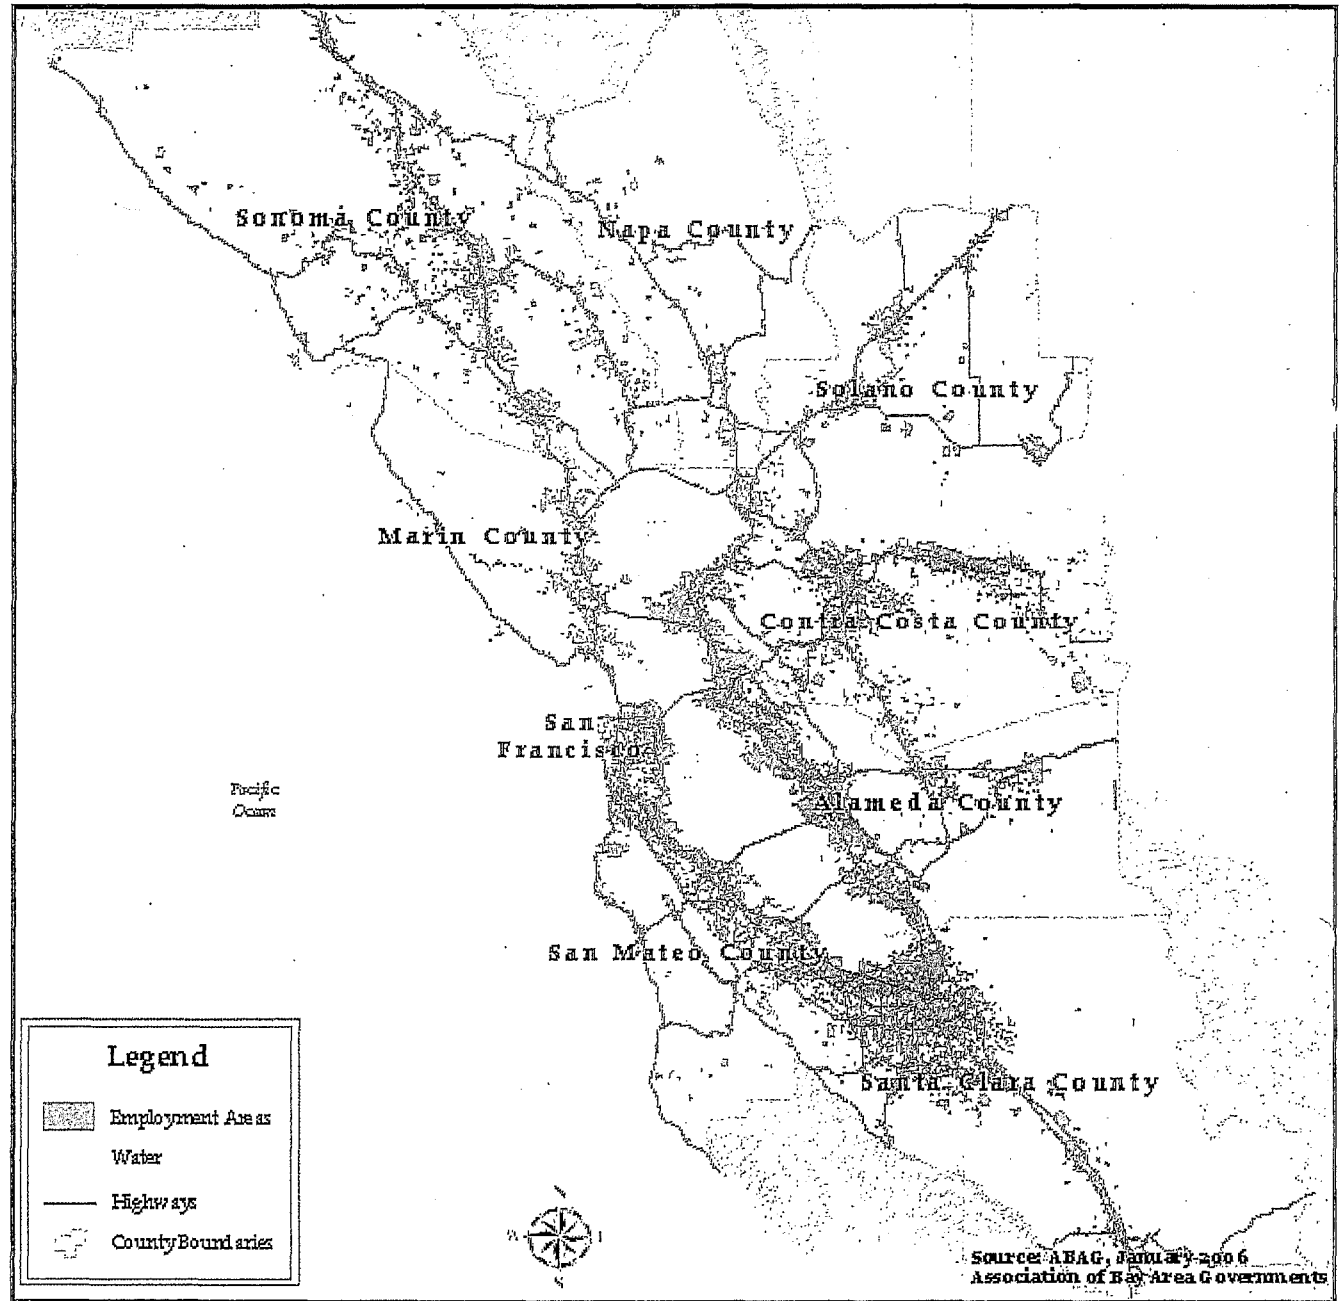 Sonoma County
Napa County
Solano County
Marin County
Contra Costa County
San
Francisco
Pacific
Ocean
Alameda County
San Mateo County
Santa Clara County
Legend
Employment Areas
Water
Highways
County Boundaries
W
S
Source: ABAG, January 2006
Association of Bay Area Governments